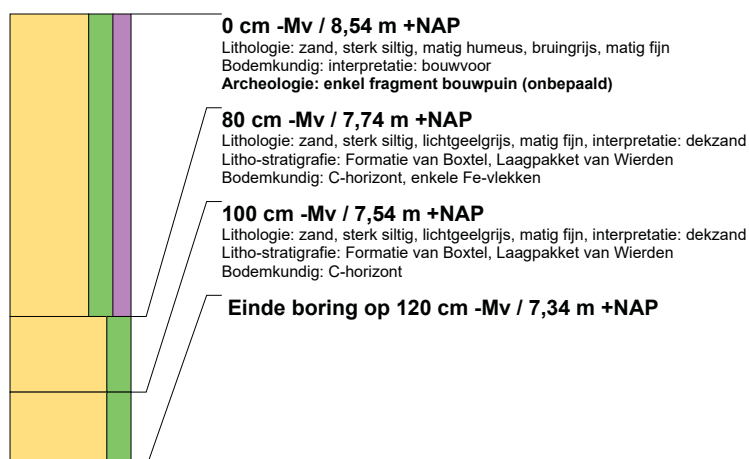 0 cm -Mv / 8,54 m +NAP
Lithologie: zand, sterk siltig, matig humeus, bruingrijs, matig fijn
Bodemkundig: interpretatie: bouwvoor
Archeologie: enkel fragment bouwpuin (onbepaald)
80 cm -Mv / 7,74 m +NAP
Lithologie: zand, sterk siltig, lichtgeelgrijs, matig fijn, interpretatie: dekzand
Litho-stratigrafie: Formatie van Boxtel, Laagpakket van Wierden
Bodemkundig: C-horizont, enkele Fe-vlekken
100 cm -Mv / 7,54 m +NAP
Lithologie: zand, sterk siltig, lichtgeelgrijs, matig fijn, interpretatie: dekzand
Litho-stratigrafie: Formatie van Boxtel, Laagpakket van Wierden
Bodemkundig: C-horizont
Einde boring op 120 cm -Mv / 7,34 m +NAP